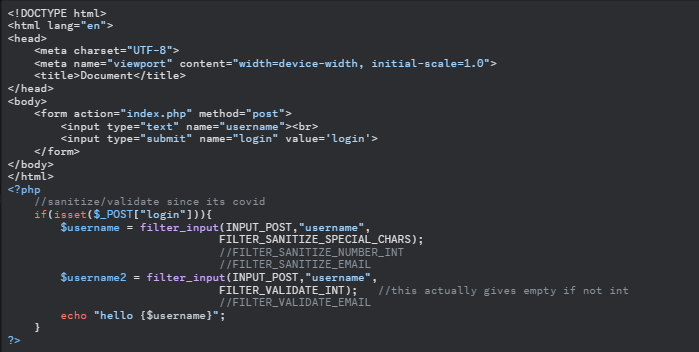 <!DOCTYPE html>
<html lang="en">
<head>
    <meta charset="UTF-8">
    <meta name="viewport" content="width=device-width, initial-scale=1.0">
    <title>Document</title>
</head>
<body>
    <form action="index.php" method="post">
        <input type="text" name="username"><br>
        <input type="submit" name="login" value='login'>
    </form>
</body>
</html>
<?php
    //sanitize/validate since its covid
    if(isset($_POST["login"])){
        $username = filter_input(INPUT_POST,"username",
                                FILTER_SANITIZE_SPECIAL_CHARS);
                                //FILTER_SANITIZE_NUMBER_INT
                                //FILTER_SANITIZE_EMAIL
        $username2 = filter_input(INPUT_POST,"username",
                                FILTER_VALIDATE_INT);   //this actually gives empty if not int
                                //FILTER_VALIDATE_EMAIL
        echo "hello {$username}";
    }
?>